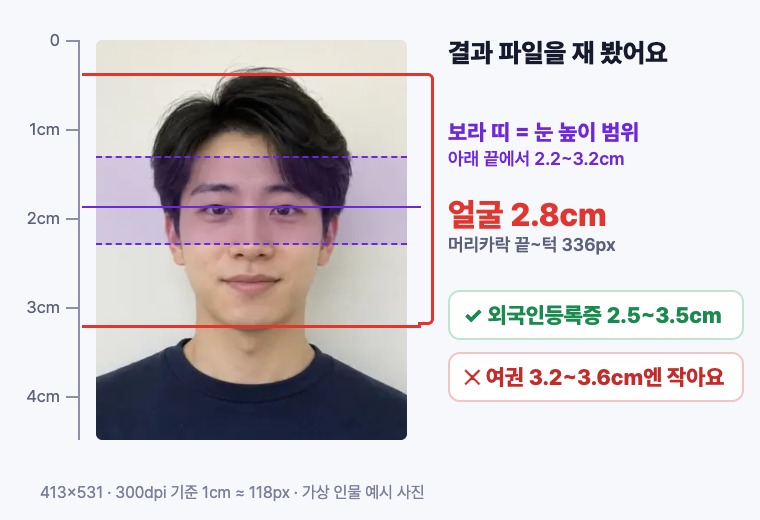 결과 파일을 재 봤어요
0
1cm
2cm
3cm
4cm
보라 띠 = 눈 높이 범위
아래 끝에서 2.2~3.2cm
얼굴 2.8cm
머리카락 끝~턱 336px
✓ 외국인등록증 2.5~3.5cm
✕ 여권 3.2~3.6cm엔 작아요
413×531 · 300dpi 기준 1cm ≈ 118px · 가상 인물 예시 사진